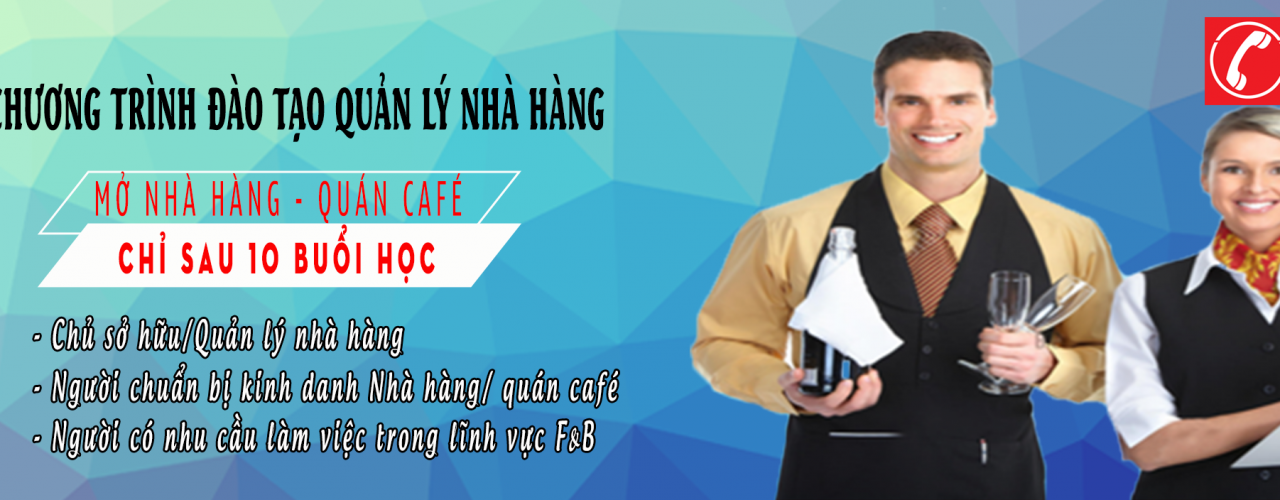 CHƯƠNG TRÌNH ĐÀO TẠO QUẢN LÝ NHÀ HÀNG
MỞ NHÀ HÀNG - QUÁN CAFÉ
CHỈ SAU 10 BUỔI HỌC
- Chủ sở hữu/Quản lý nhà hàng
- Người chuẩn bị kinh danh Nhà hàng/ quán café
- Người có nhu cầu làm việc trong lĩnh vực F&B